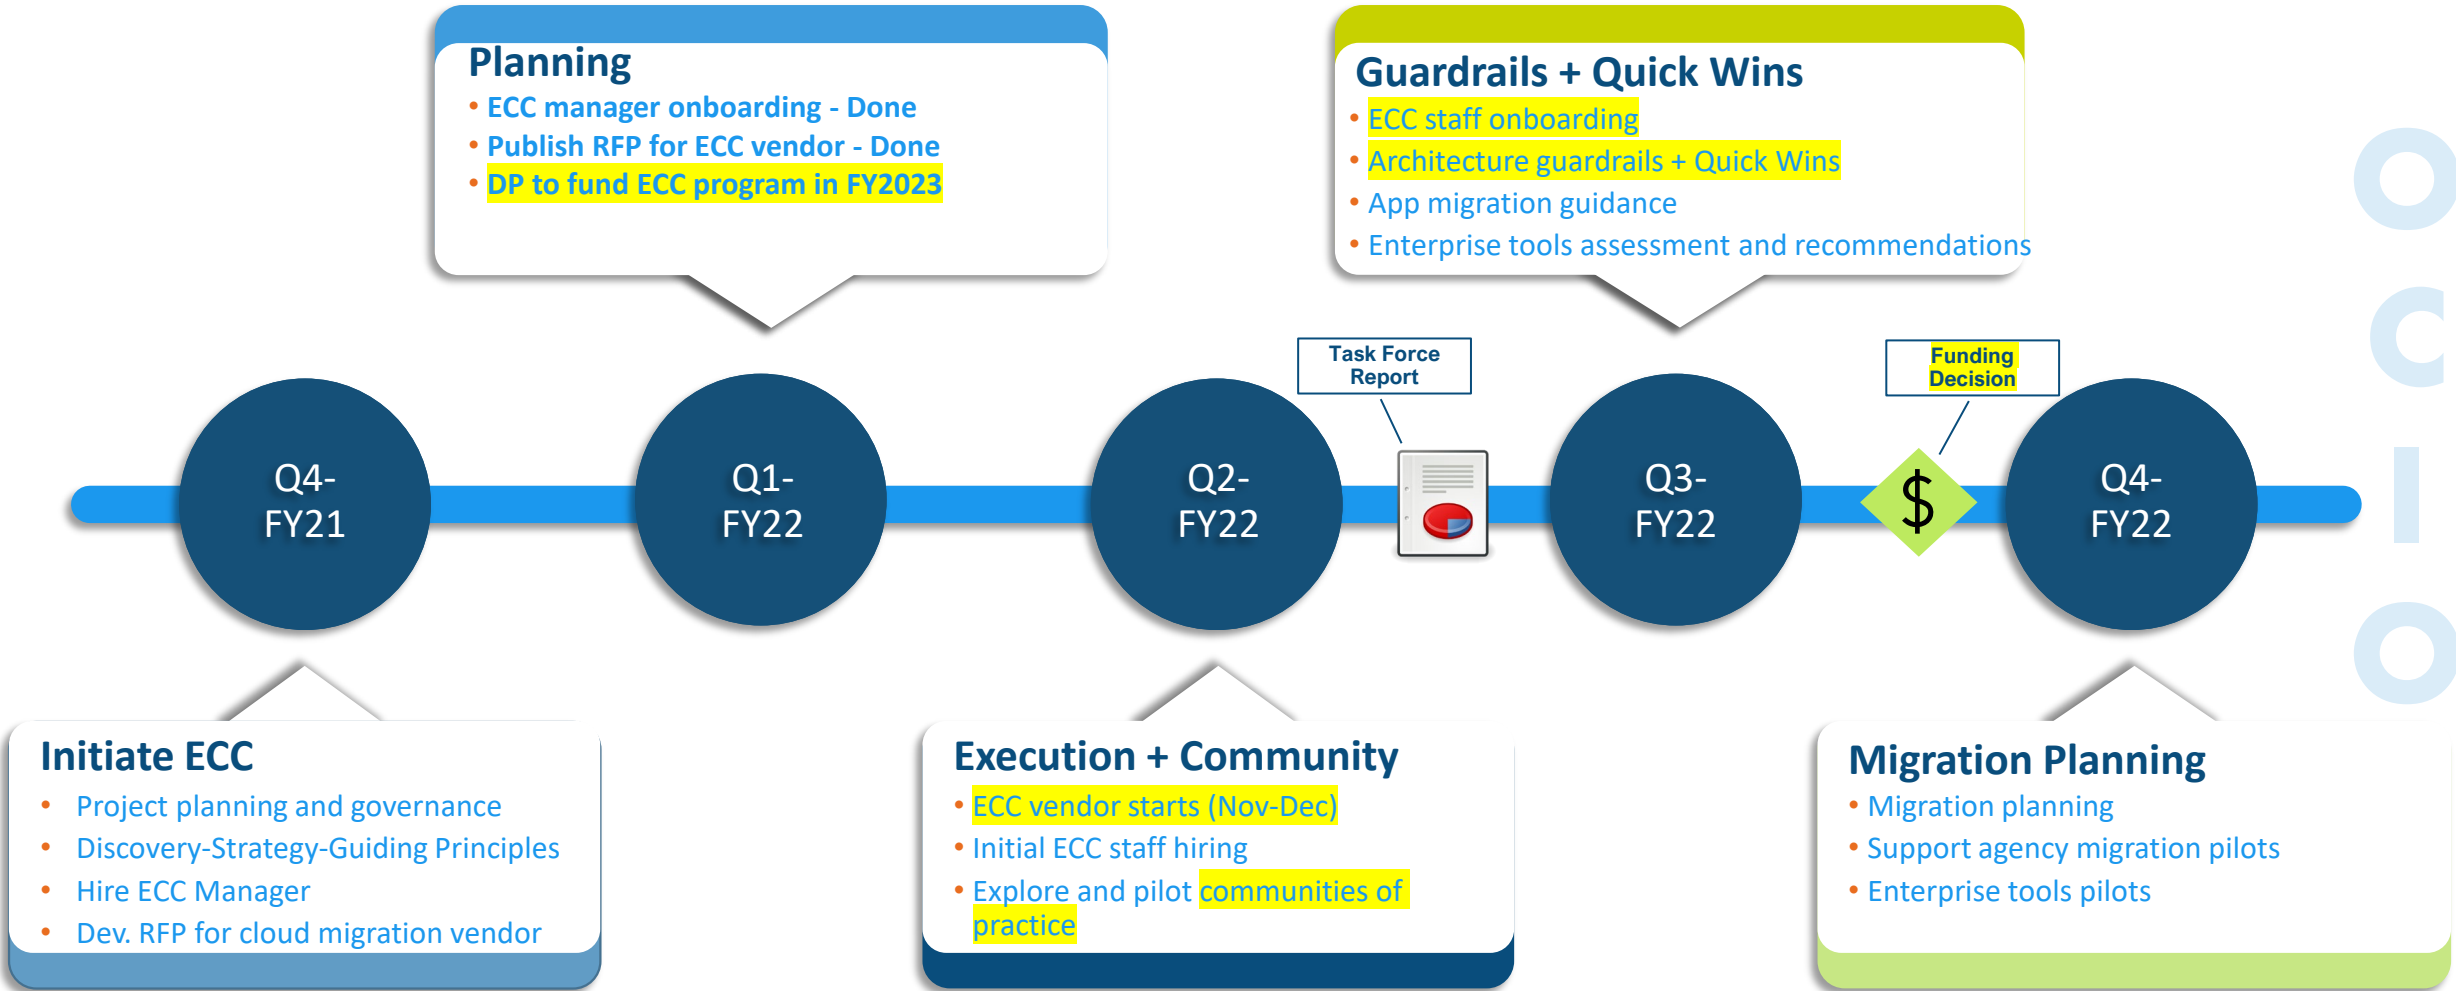 Planning
• ECC manager onboarding - Done
• Publish RFP for ECC vendor - Done
• DP to fund ECC program in FY2023
Guardrails + Quick Wins
• ECC staff onboarding
• Architecture guardrails + Quick Wins
• App migration guidance
• Enterprise tools assessment and recommendations
Task Force
Report
Funding
Decision
Q4-
FY21
Q1-
FY22
Q2-
FY22
Q3-
FY22
$
Q4-
FY22
Initiate ECC
• Project planning and governance
• Discovery-Strategy-Guiding Principles
• Hire ECC Manager
• Dev. RFP for cloud migration vendor
Execution + Community
• ECC vendor starts (Nov-Dec)
• Initial ECC staff hiring
• Explore and pilot communities of
practice
Migration Planning
• Migration planning
• Support agency migration pilots
• Enterprise tools pilots
O
C
I
O